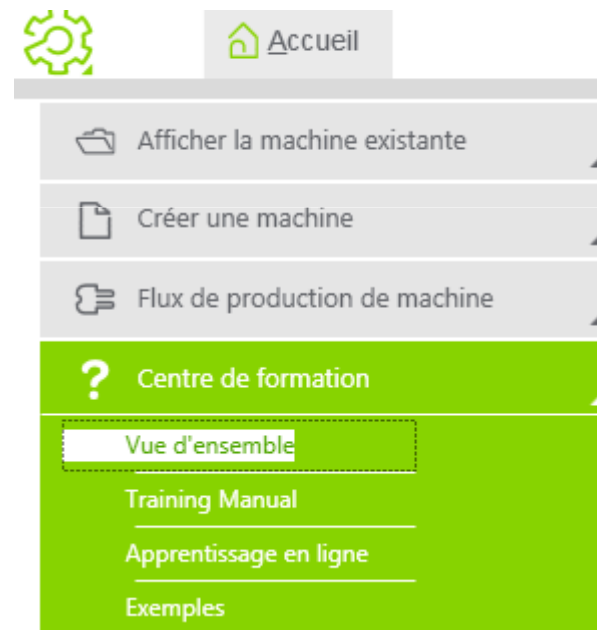 Accueil
Afficher la machine existante
Créer une machine
Flux de production de machine
? Centre de formation
Vue d'ensemble
Training Manual
Apprentissage en ligne
Exemples